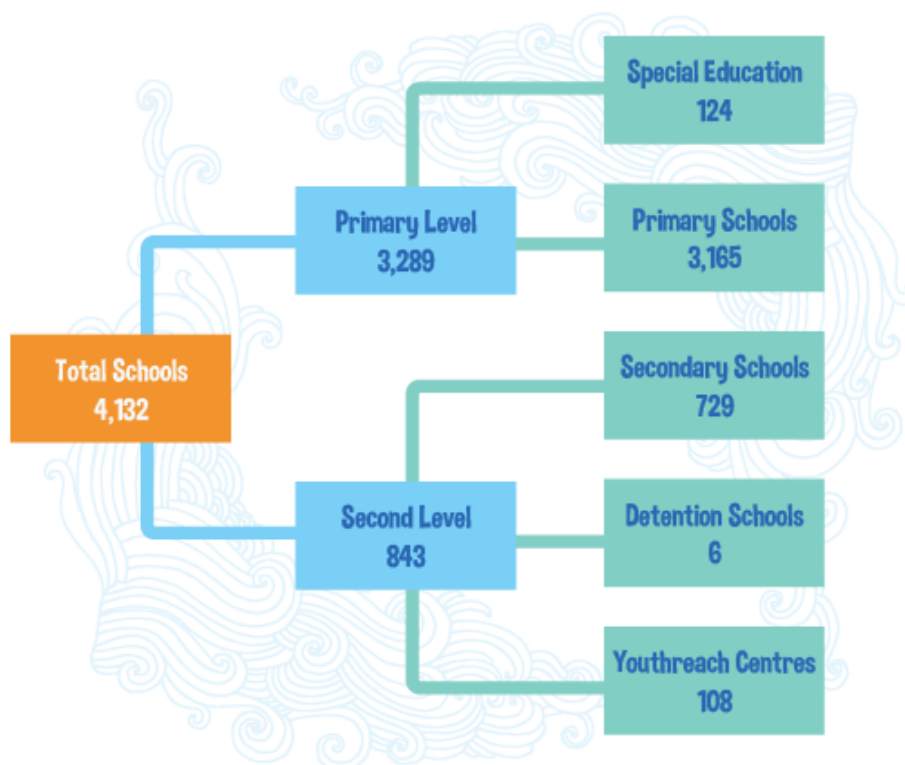 Special Education
124
Primary Level
3,289
Primary Schools
3,165
Total Schools
4,132
Secondary Schools
729
Second Level
843
Detention Schools
6
Youthreach Centres
108